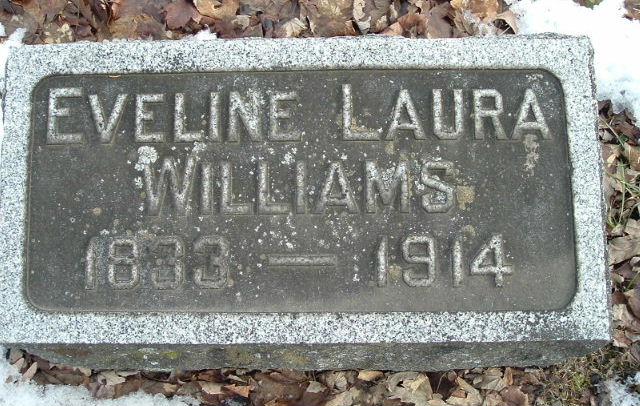 EVELINE LAURA
WILLIAMS
1833 — 1914